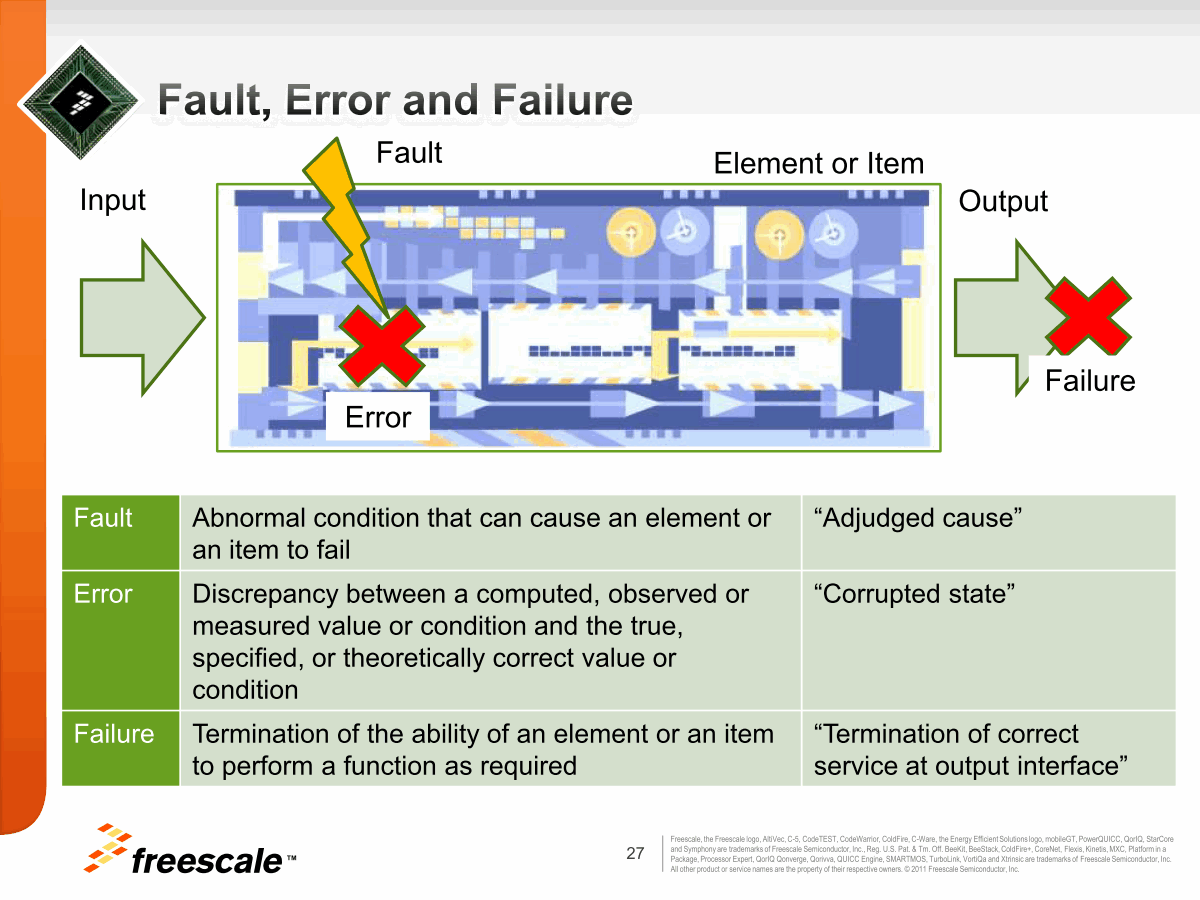 Fault, Error and Failure
Fault
Element or Item
Input
Output
Error
Failure
Fault
Abnormal condition that can cause an element or
an item to fail
“Adjudged cause”
Error
Discrepancy between a computed, observed or
measured value or condition and the true,
specified, or theoretically correct value or
condition
“Corrupted state”
Failure
Termination of the ability of an element or an item
to perform a function as required
“Termination of correct
service at output interface”
freescale™
27
Freescale, the Freescale logo, AltiVec, C-5, CodeTEST, CodeWarrior, ColdFire, C-Ware, the Energy Efficient Solutions logo, mobileGT, PowerQUICC, QorIQ, StarCore
and Symphony are trademarks of Freescale Semiconductor, Inc., Reg. U.S. Pat. & Tm. Off. BeeKit, BeeStack, ColdFire+, CoreNet, Flexis, Kinetis, MXC, Platform in a
Package, Processor Expert, QorIQ Qonverge, Qorivva, QUICC Engine, SMARTMOS, TurboLink, VortiQa and Xtrinsic are trademarks of Freescale Semiconductor, Inc.
All other product or service names are the property of their respective owners. © 2011 Freescale Semiconductor, Inc.